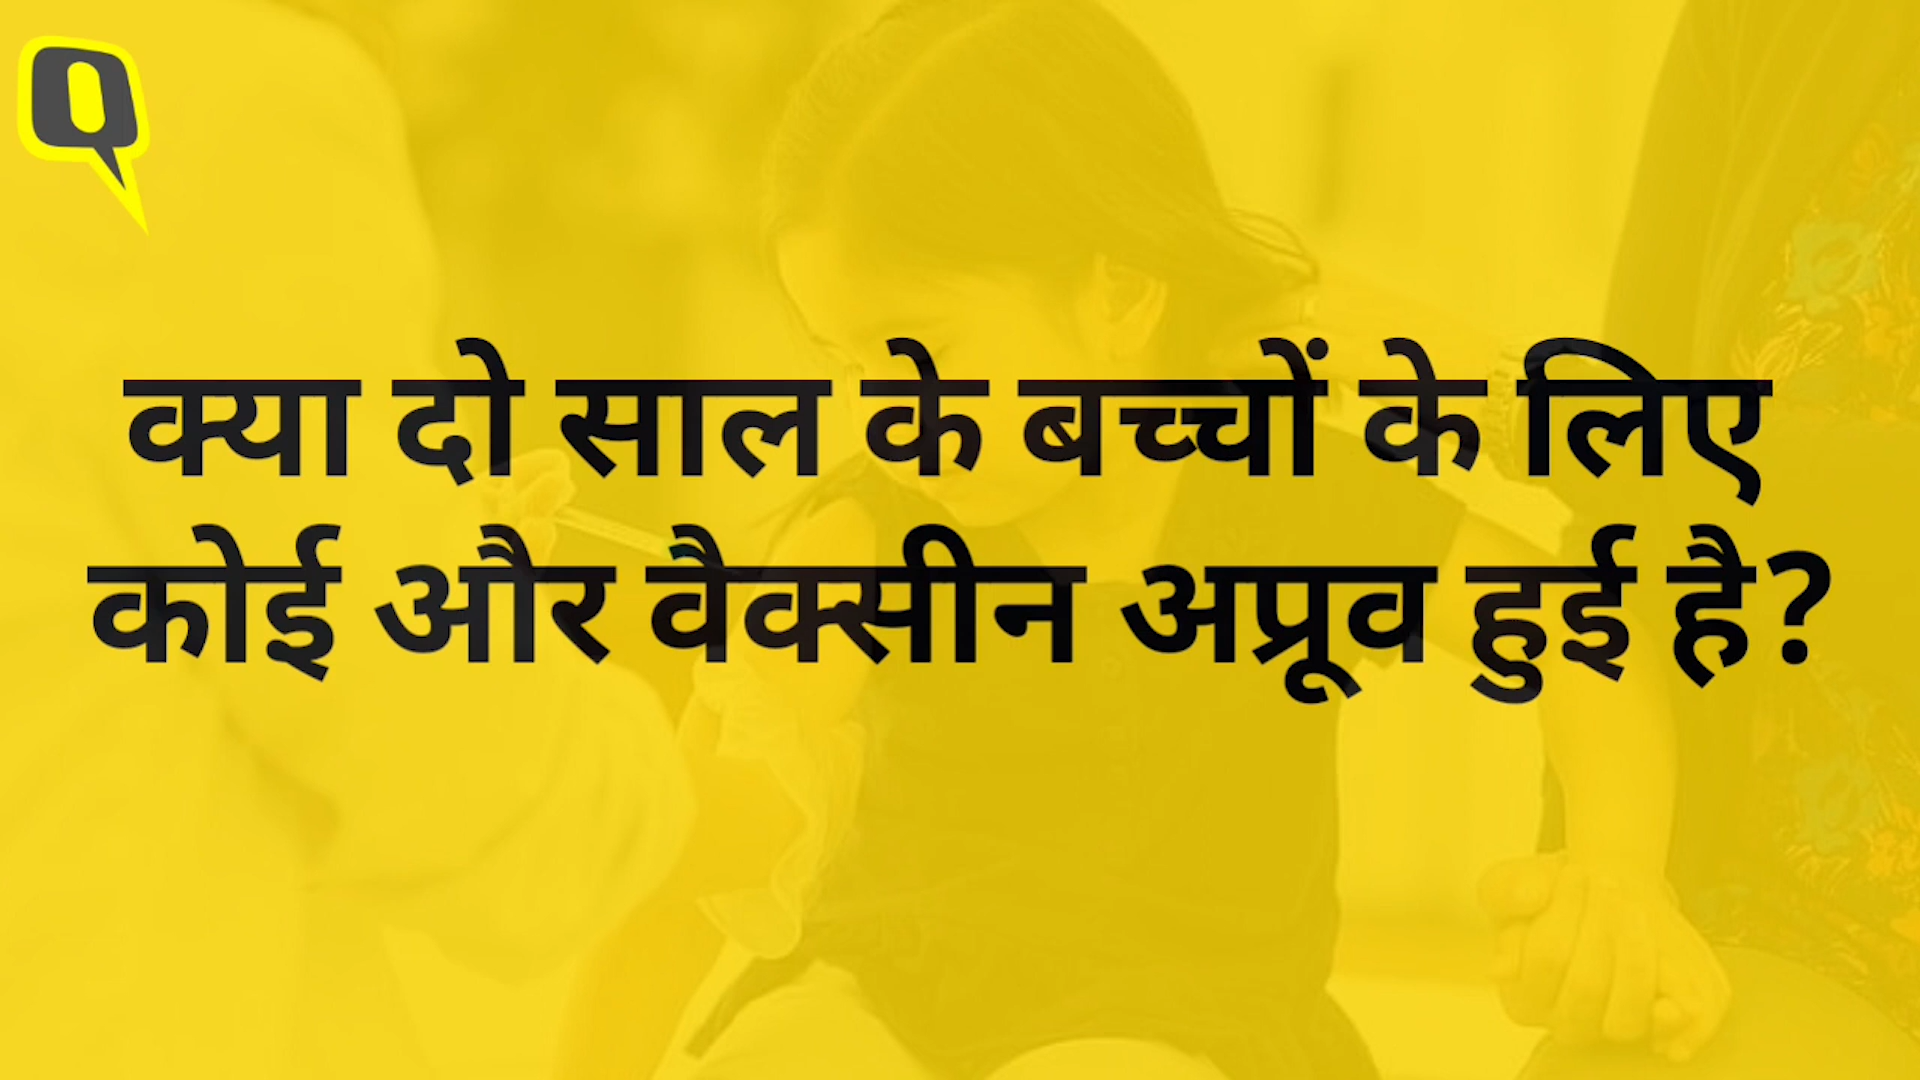 क्या दो साल के बच्चों के लिए
कोई और वैक्सीन अप्रूव हुई है?